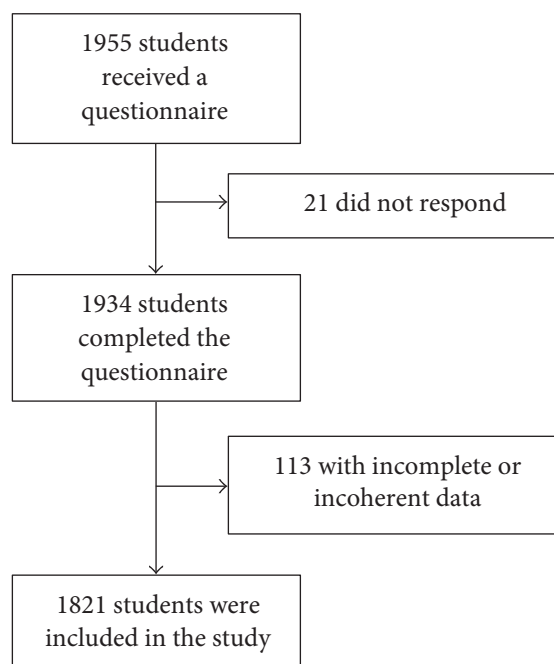 1955 students
received a
questionnaire
21 did not respond
1934 students
completed the
questionnaire
113 with incomplete or
incoherent data
1821 students were
included in the study